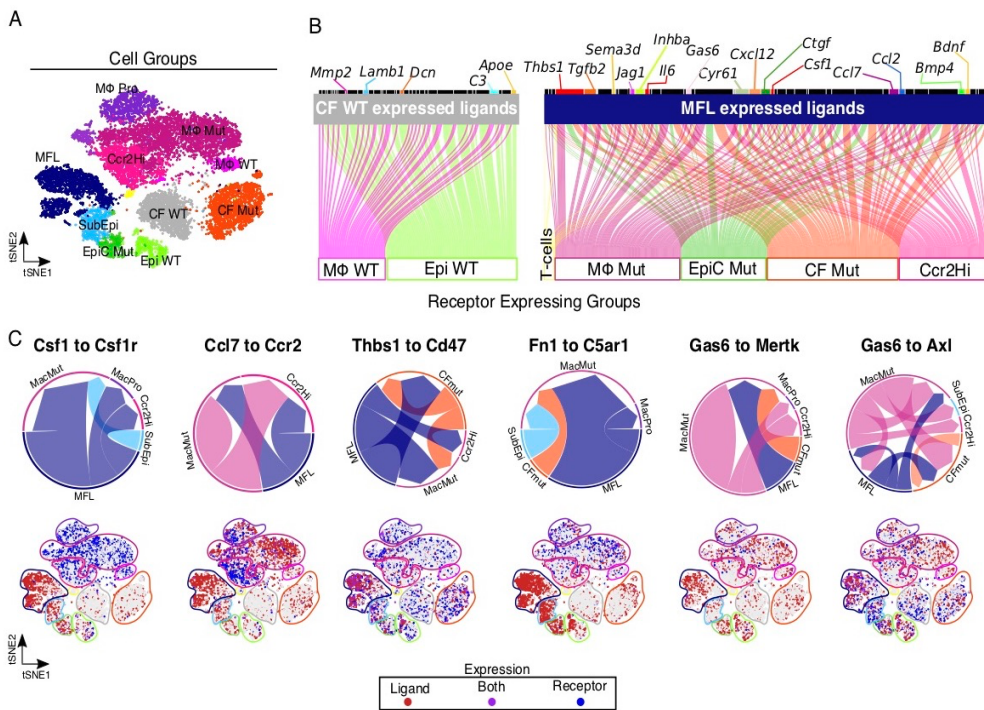 A
Cell Groups
MΦ Bro
MΦ Mut
Ccr2Hi
MΦ WT
MFL
CF WT
CF Mut
SubEpi
EpiC Mut
Epi WT
tSNE2
tSNE1
B
Mmp2
Lamb1
Dcn
C3
Apoe
Thbs1
Tgfb2
Sema3d
Jag1
Inhba
Il6
Gas6
Cyr61
Cxcl12
Ctgf
Csf1
Ccl7
Ccl2
Bmp4
Bdnf
CF WT expressed ligands
MFL expressed ligands
MΦ WT
Epi WT
T-cells
MΦ Mut
EpiC Mut
CF Mut
Ccr2Hi
Receptor Expressing Groups
C
Csf1 to Csf1r
Ccl7 to Ccr2
Thbs1 to Cd47
Fn1 to C5ar1
Gas6 to Mertk
Gas6 to Axl
MacMut
MacPro
Ccr2Hi
SubEpi
MFL
Ccr2Hi
MacMut
MFL
CFmut
MFL
Ccr2Hi
MacMut
MacMut
MacPro
SubEpi
CFmut
MFL
MacPro
Ccr2Hi
MacMut
CFmut
MFL
MacMut
SubEpi
Ccr2Hi
MFL
CFmut
tSNE2
tSNE1
Expression
Ligand
Both
Receptor